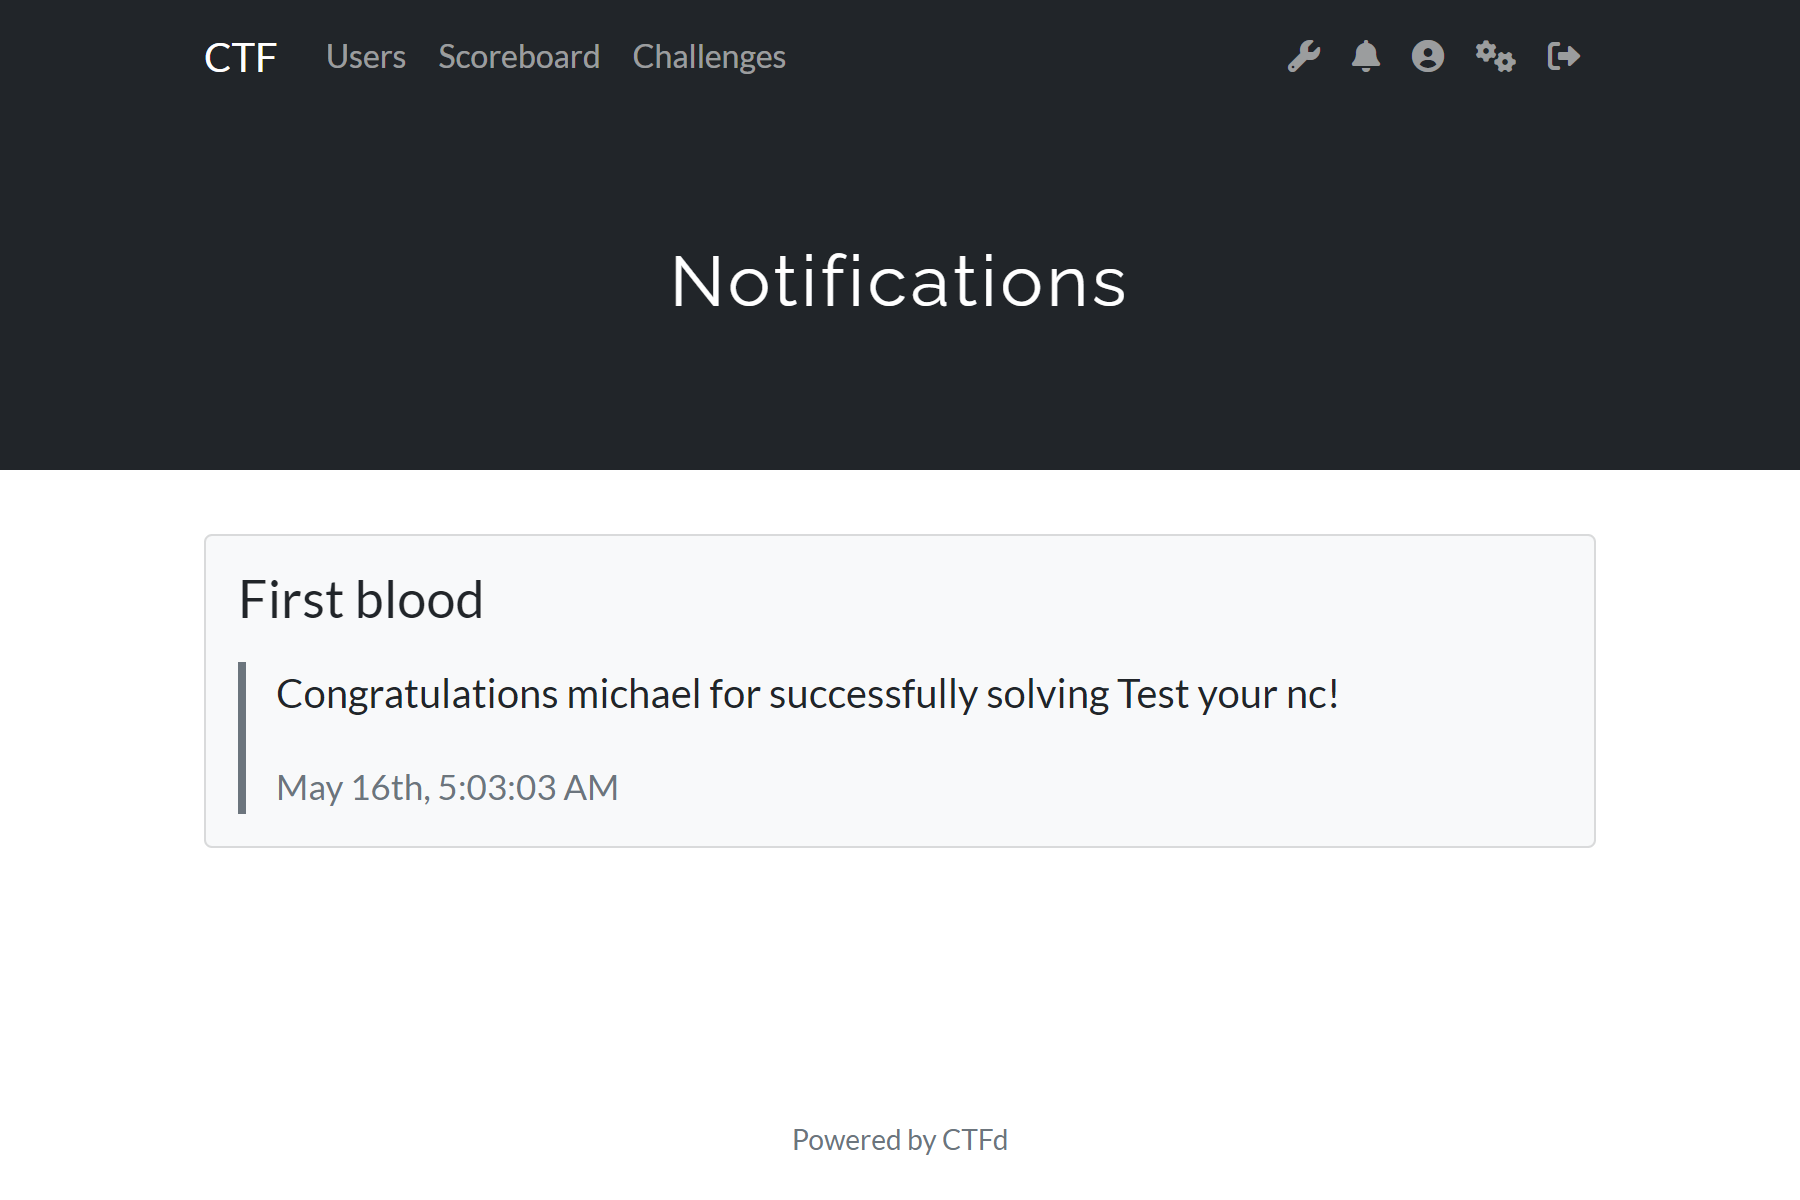 CTF Users Scoreboard Challenges
Notifications
First blood
Congratulations michael for successfully solving Test your nc!
May 16th, 5:03:03 AM
Powered by CTFd